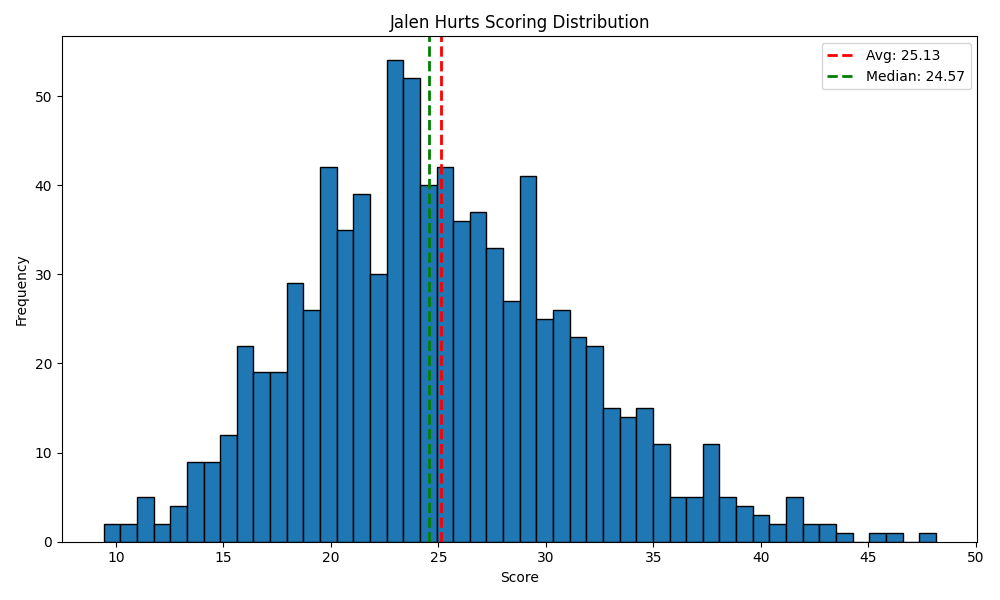 Jalen Hurts Scoring Distribution
Avg: 25.13
Median: 24.57
Frequency
50
40
30
20
10
0
10 15 20 25 30 35 40 45 50
Score